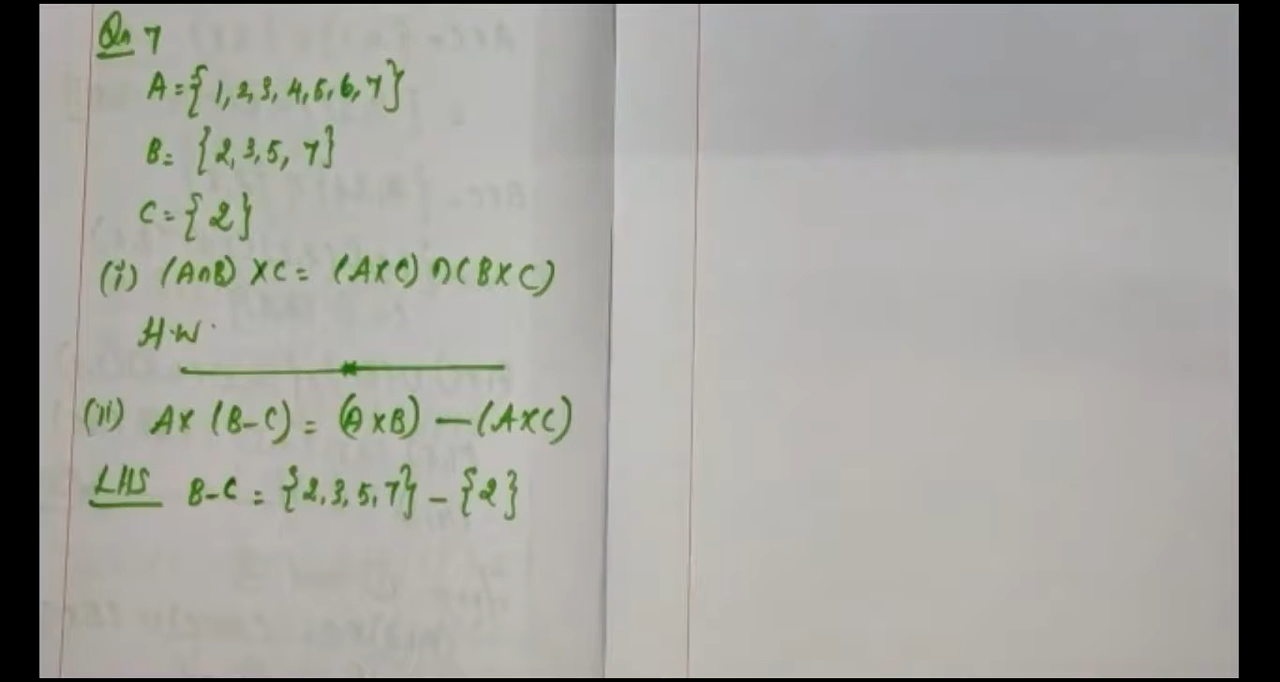 Qn 7
A = {1, 2, 3, 4, 5, 6, 7}
B = {2, 3, 5, 7}
C = {2}
(i) (A∩B) × C = (A×C) ∩ (B×C)
H.W.
(ii) A× (B-C) = (A×B) — (A×C)
LHS B-C = {2, 3, 5, 7} - {2}